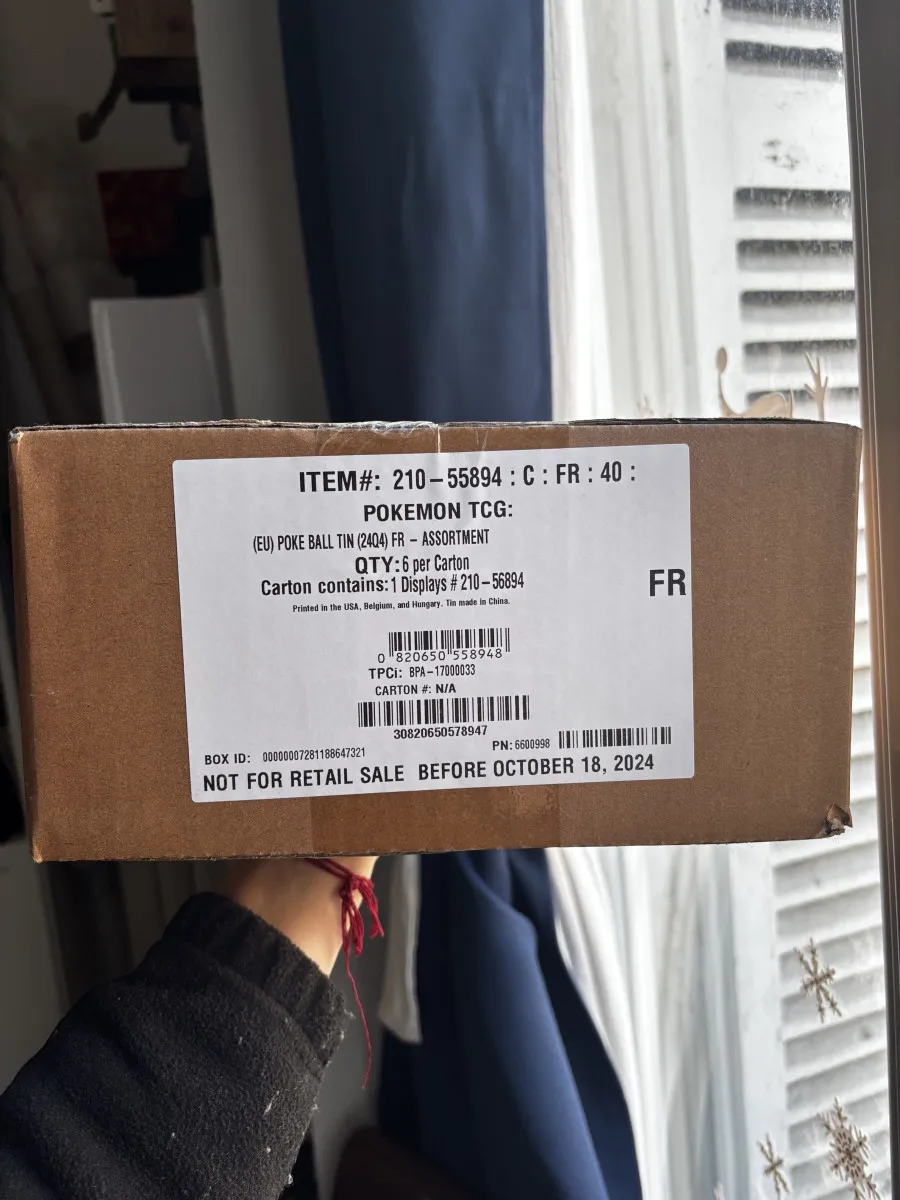 ITEM#: 210-55894 : C : FR : 40 :
POKEMON TCG:
(EU) POKE BALL TIN (24Q4) FR - ASSORTMENT
QTY: 6 per Carton
Carton contains: 1 Displays # 210-56894
FR
Printed in the USA, Belgium, and Hungary. Tin made in China.
0 820650 558948
TPCi: BPA-17000033
CARTON #: N/A
30820650578947
BOX ID: 00000007281188647321
PN: 6600998
NOT FOR RETAIL SALE BEFORE OCTOBER 18, 2024